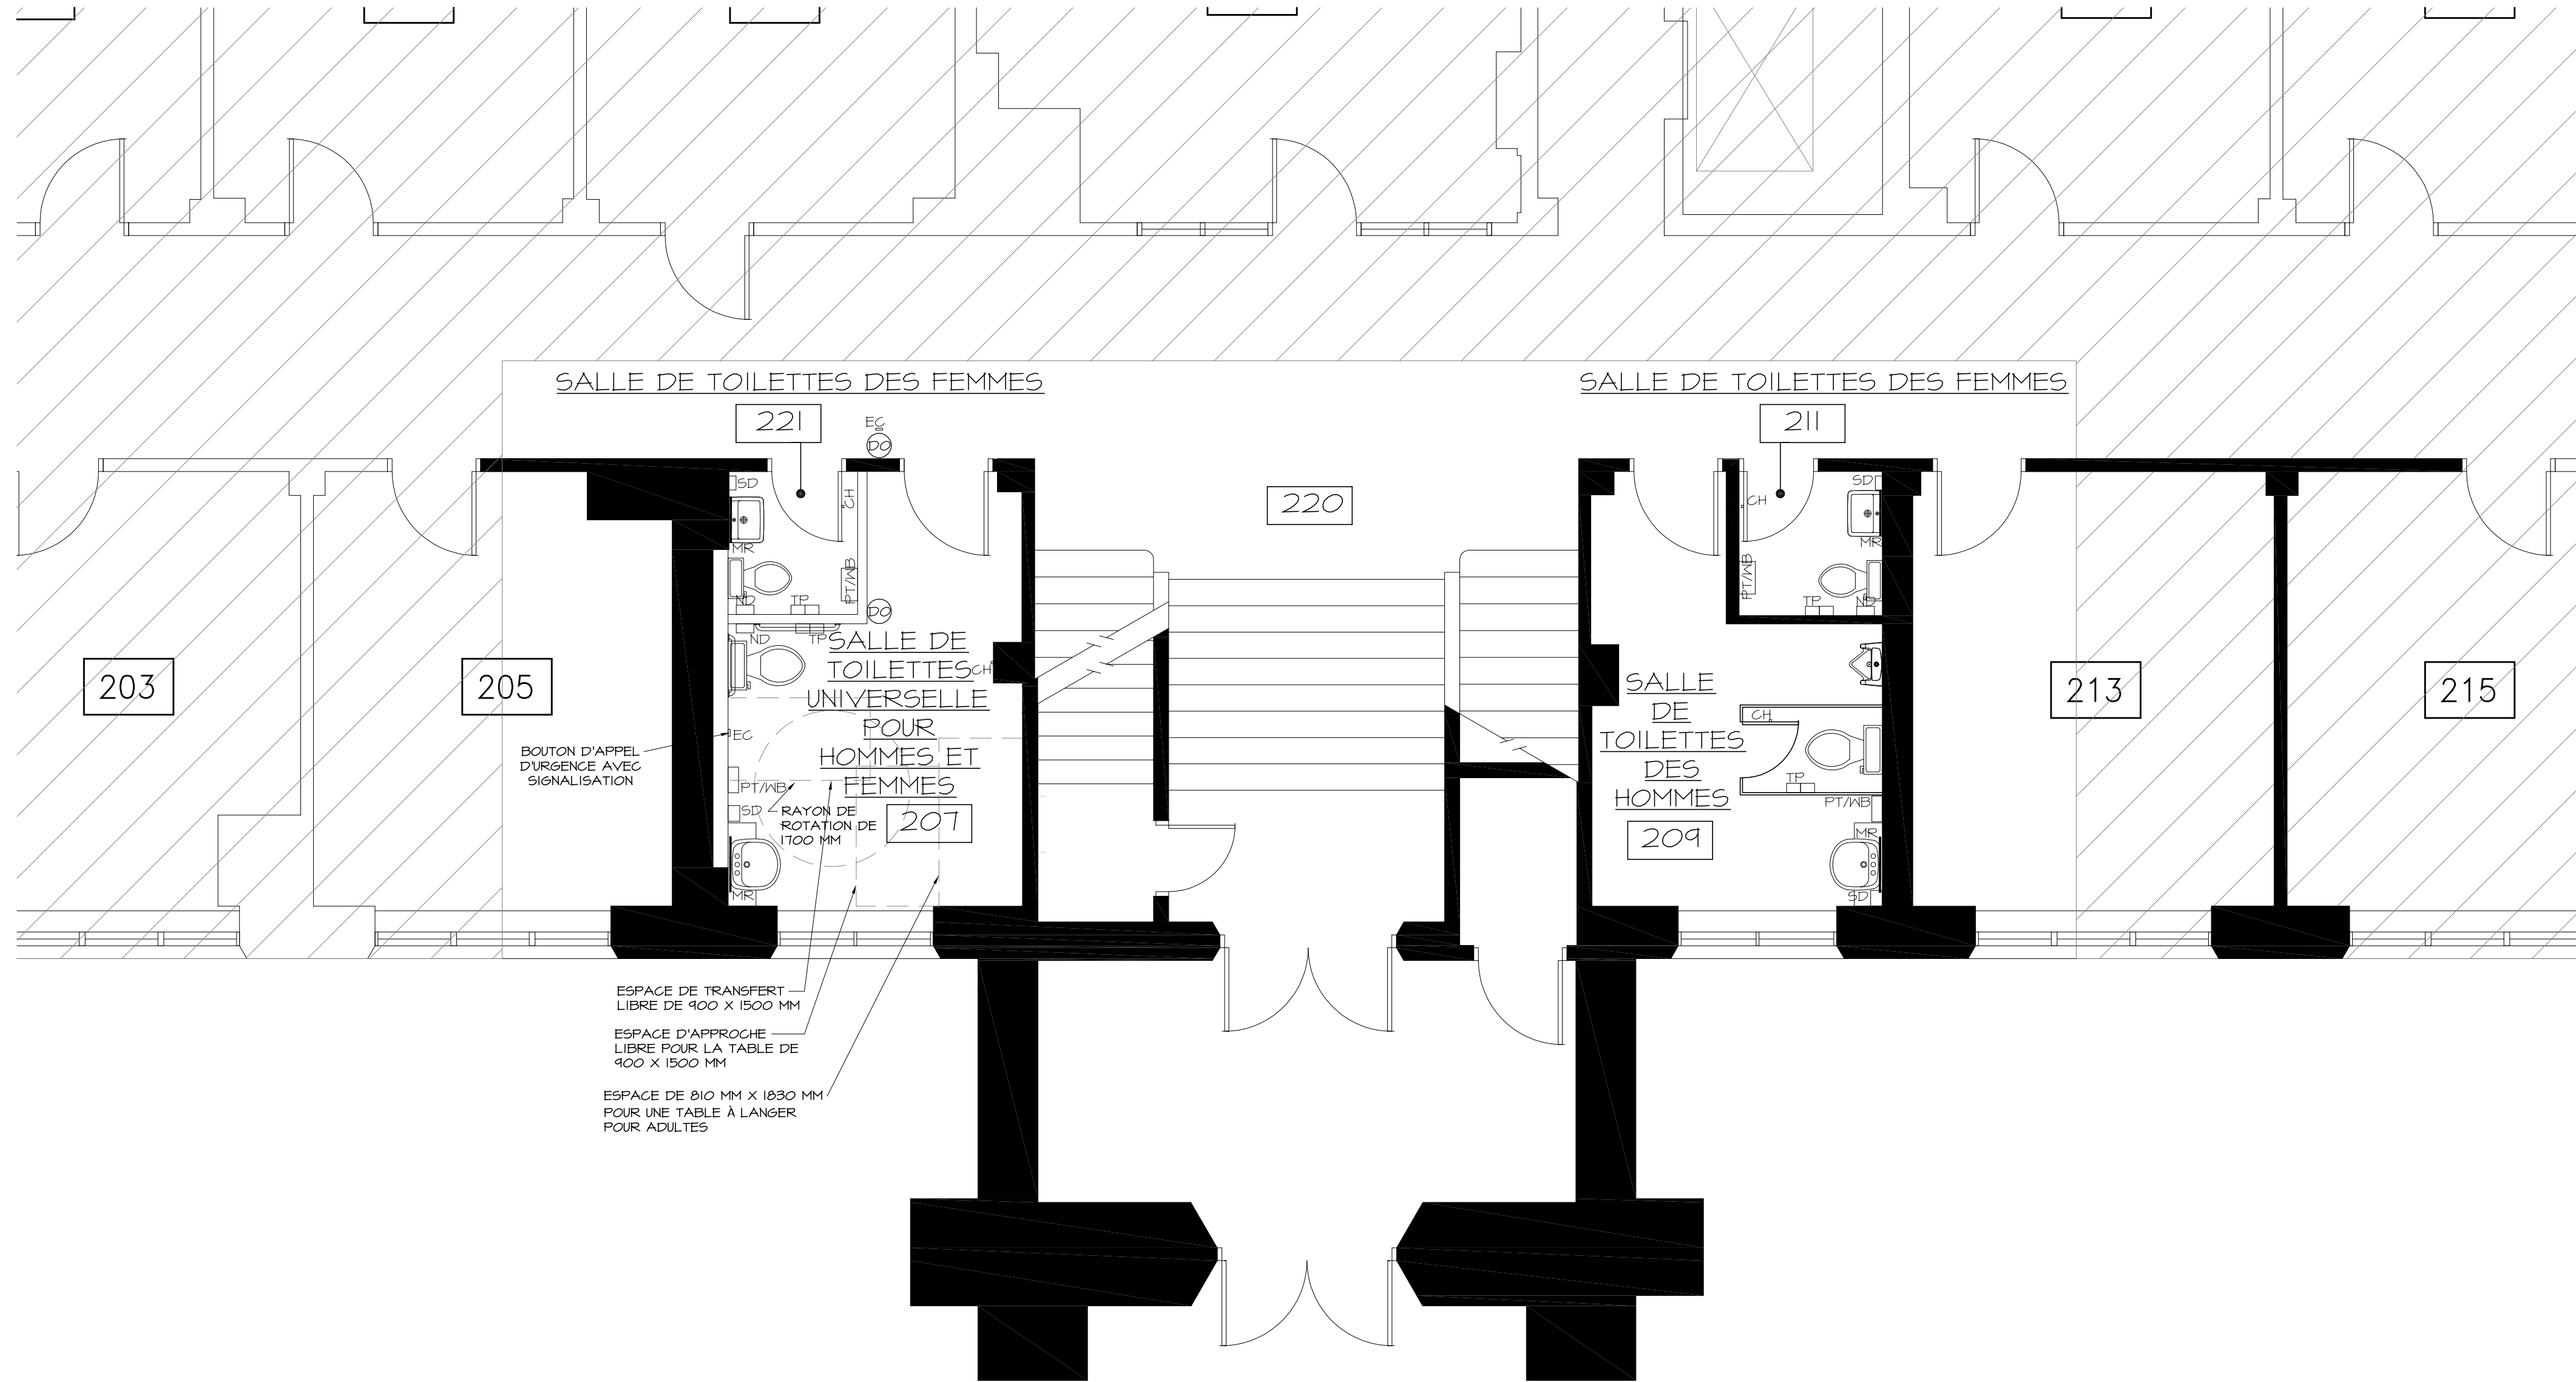 SALLE DE TOILETTES DES FEMMES
221
EC
DO
SALLE DE TOILETTES DES FEMMES
211
220
SD
CH
MR
PT/WB
ND
TP
DO
ND
TP
SALLE DE
TOILETTES
UNIVERSELLE
POUR
HOMMES ET
FEMMES
207
CH
EC
BOUTON D'APPEL
D'URGENCE AVEC
SIGNALISATION
PT/WB
SD
RAYON DE
ROTATION DE
1700 MM
MR
203
205
SD
CH
MR
PT/WB
TP
ND
SALLE
DE
TOILETTES
DES
HOMMES
209
CH
TP
PT/WB
MR
SD
213
215
ESPACE DE TRANSFERT
LIBRE DE 900 X 1500 MM
ESPACE D'APPROCHE
LIBRE POUR LA TABLE DE
900 X 1500 MM
ESPACE DE 810 MM X 1830 MM
POUR UNE TABLE À LANGER
POUR ADULTES